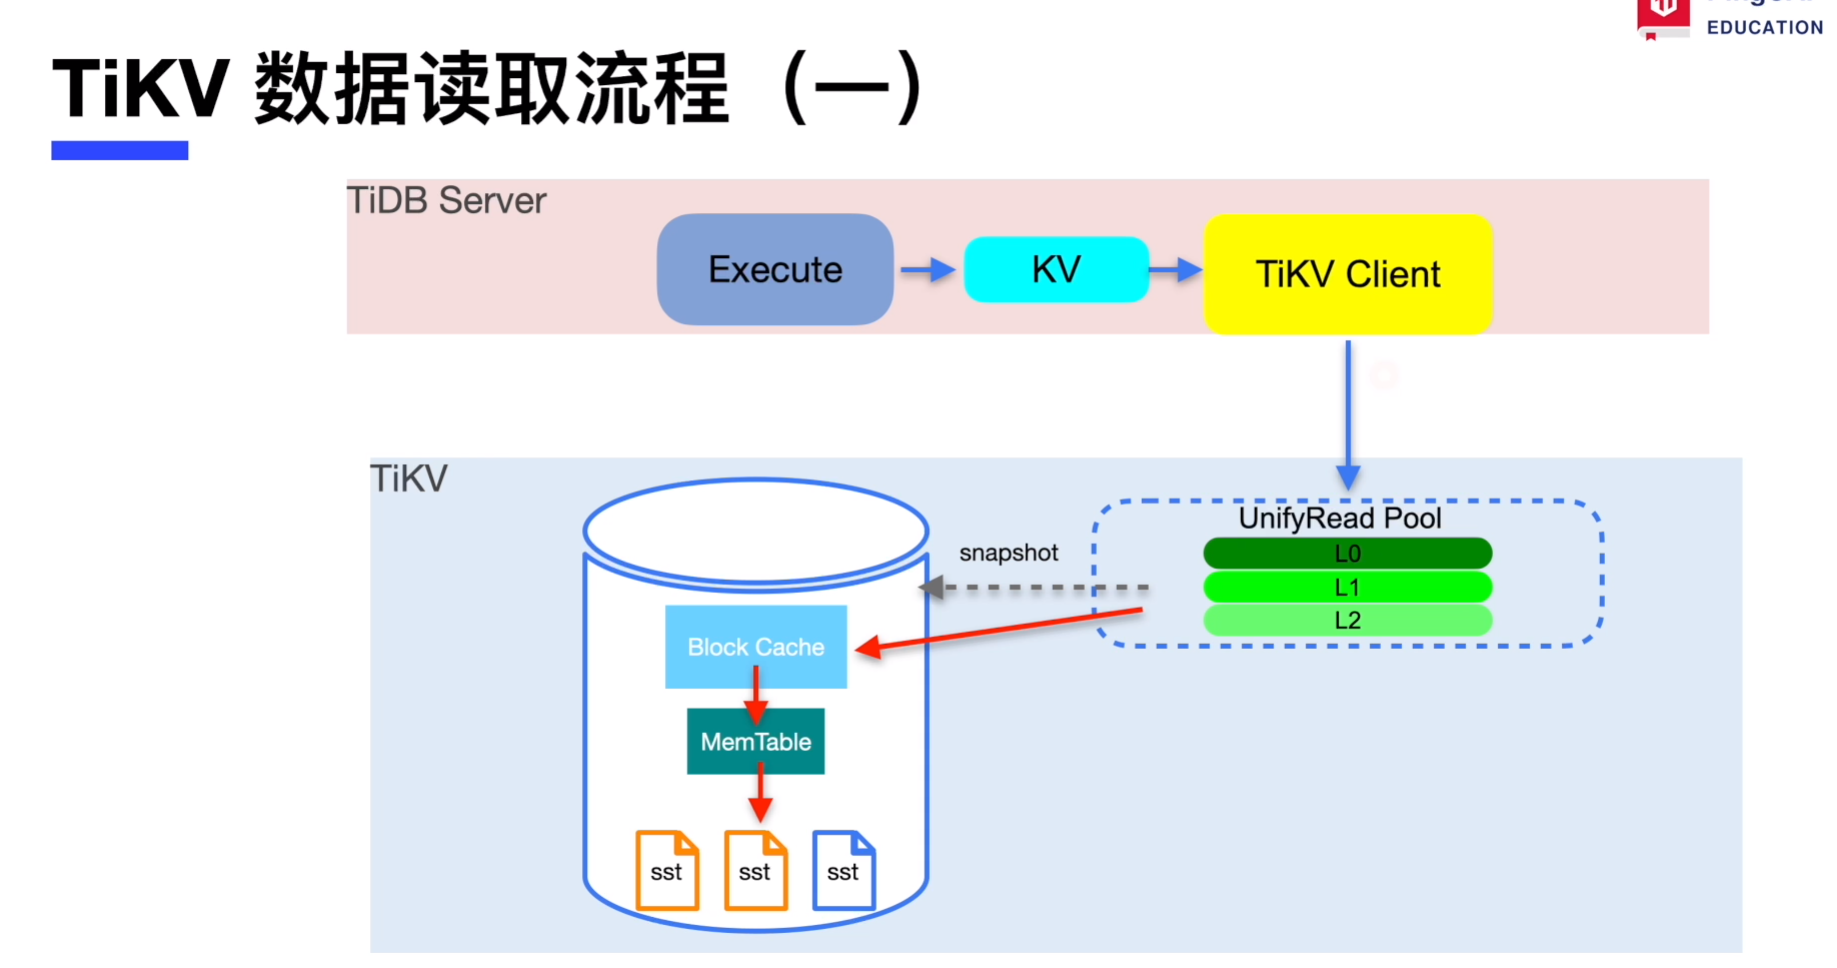 EDUCATION
TiKV 数据读取流程（一）
TiDB Server
Execute
KV
TiKV Client
TiKV
UnifyRead Pool
L0
L1
L2
snapshot
Block Cache
MemTable
sst
sst
sst